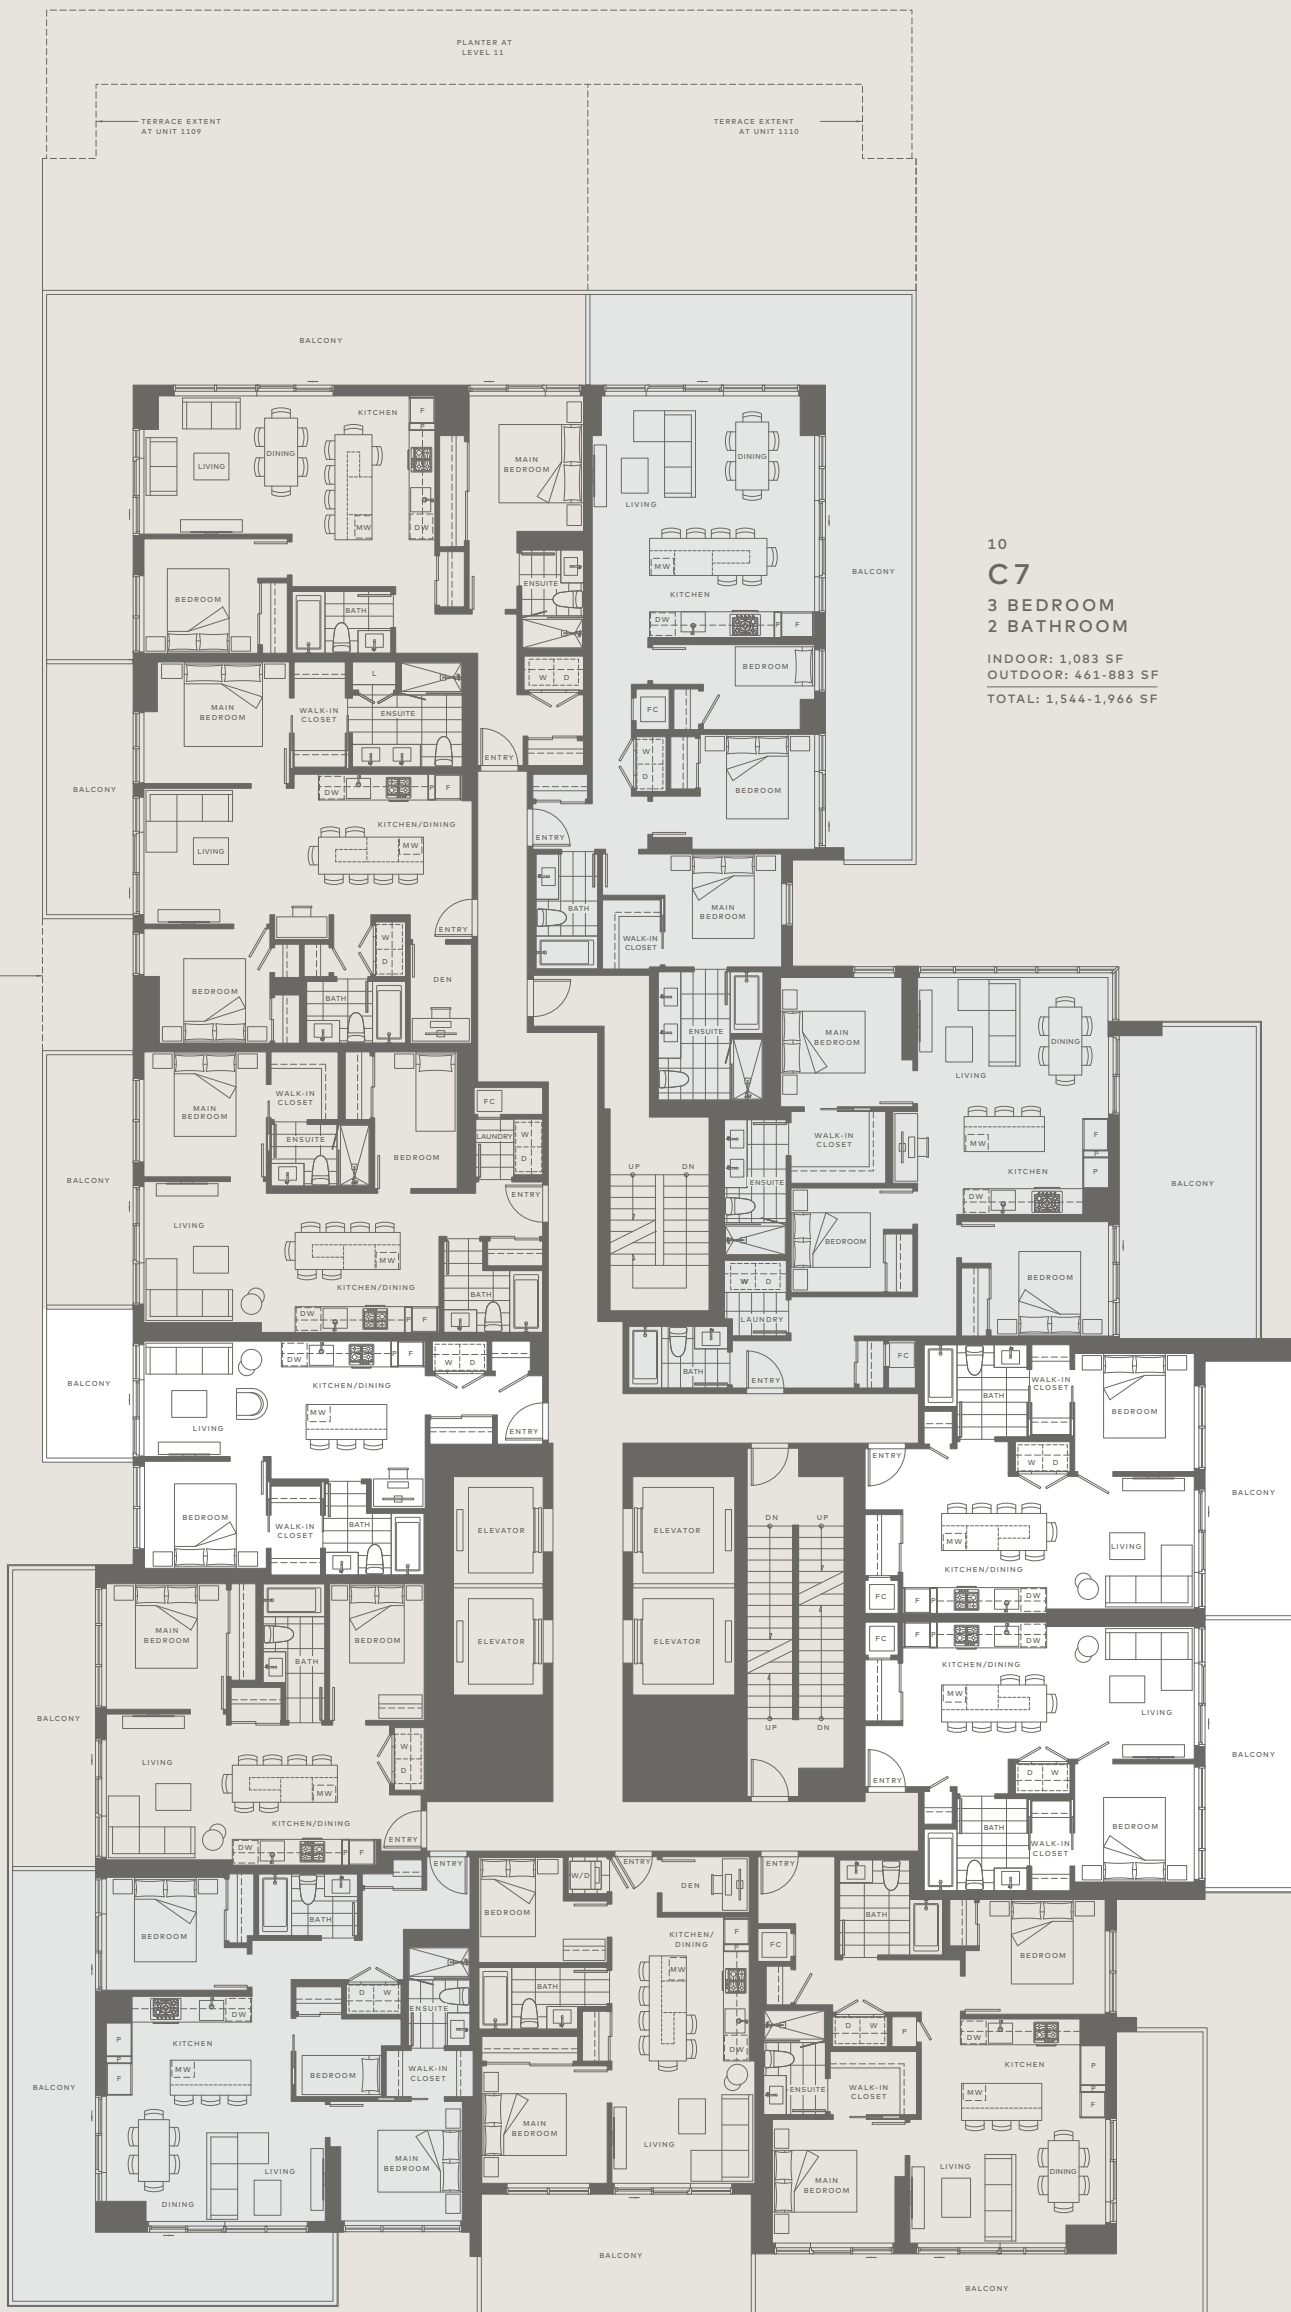 PLANTER AT
LEVEL 11
TERRACE EXTENT
AT UNIT 1109
TERRACE EXTENT
AT UNIT 1110
BALCONY
KITCHEN
F
P
LIVING
DINING
MW
DW
MAIN
BEDROOM
DINING
LIVING
MW
KITCHEN
DW
P
F
BALCONY
10
C7
3 BEDROOM
2 BATHROOM
INDOOR: 1,083 SF
OUTDOOR: 461-883 SF
TOTAL: 1,544-1,966 SF
BEDROOM
BATH
ENSUITE
W D
ENTRY
BEDROOM
FC
W
D
BEDROOM
ENTRY
BATH
WALK-IN
CLOSET
MAIN
BEDROOM
MAIN
BEDROOM
WALK-IN
CLOSET
L
ENSUITE
BALCONY
DW
P
F
KITCHEN/DINING
LIVING
MW
ENTRY
W
D
DEN
BEDROOM
BATH
ENSUITE
MAIN
BEDROOM
LIVING
DINING
WALK-IN
CLOSET
MW
F
P
P
KITCHEN
DW
BALCONY
ENSUITE
BEDROOM
BEDROOM
W D
LAUNDRY
BATH
ENTRY
FC
MAIN
BEDROOM
WALK-IN
CLOSET
ENSUITE
BEDROOM
FC
LAUNDRY
W
D
ENTRY
BALCONY
LIVING
MW
KITCHEN/DINING
DW
P
F
BATH
UP
DN
BALCONY
DW
P
F
W D
KITCHEN/DINING
LIVING
MW
ENTRY
BEDROOM
WALK-IN
CLOSET
BATH
ELEVATOR
ELEVATOR
ELEVATOR
ELEVATOR
DN
UP
UP
DN
BATH
WALK-IN
CLOSET
BEDROOM
ENTRY
W D
BALCONY
MW
LIVING
KITCHEN/DINING
FC
F
P
DW
FC
F
P
DW
KITCHEN/DINING
MW
LIVING
BALCONY
ENTRY
D W
BATH
WALK-IN
CLOSET
BEDROOM
MAIN
BEDROOM
BATH
BEDROOM
BALCONY
LIVING
W
D
MW
KITCHEN/DINING
DW
P
F
ENTRY
ENTRY
BEDROOM
BATH
D W
ENSUITE
DW
KITCHEN
P
P
F
MW
BEDROOM
WALK-IN
CLOSET
BALCONY
LIVING
DINING
MAIN
BEDROOM
W/D
ENTRY
DEN
BEDROOM
KITCHEN/
DINING
F
P
MW
BATH
DW
MAIN
BEDROOM
LIVING
BALCONY
ENTRY
BATH
FC
BEDROOM
D W
P
DW
KITCHEN
P
P
F
ENSUITE
WALK-IN
CLOSET
MW
MAIN
BEDROOM
LIVING
DINING
BALCONY